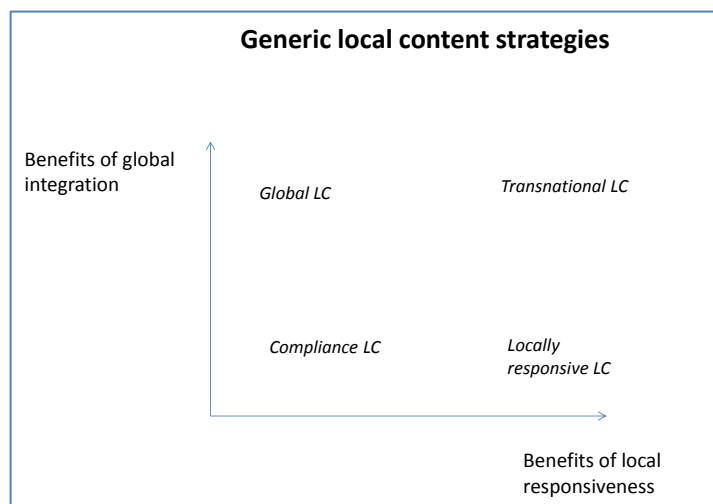 Generic local content strategies
Benefits of global
integration
Global LC
Transnational LC
Compliance LC
Locally
responsive LC
Benefits of local
responsiveness